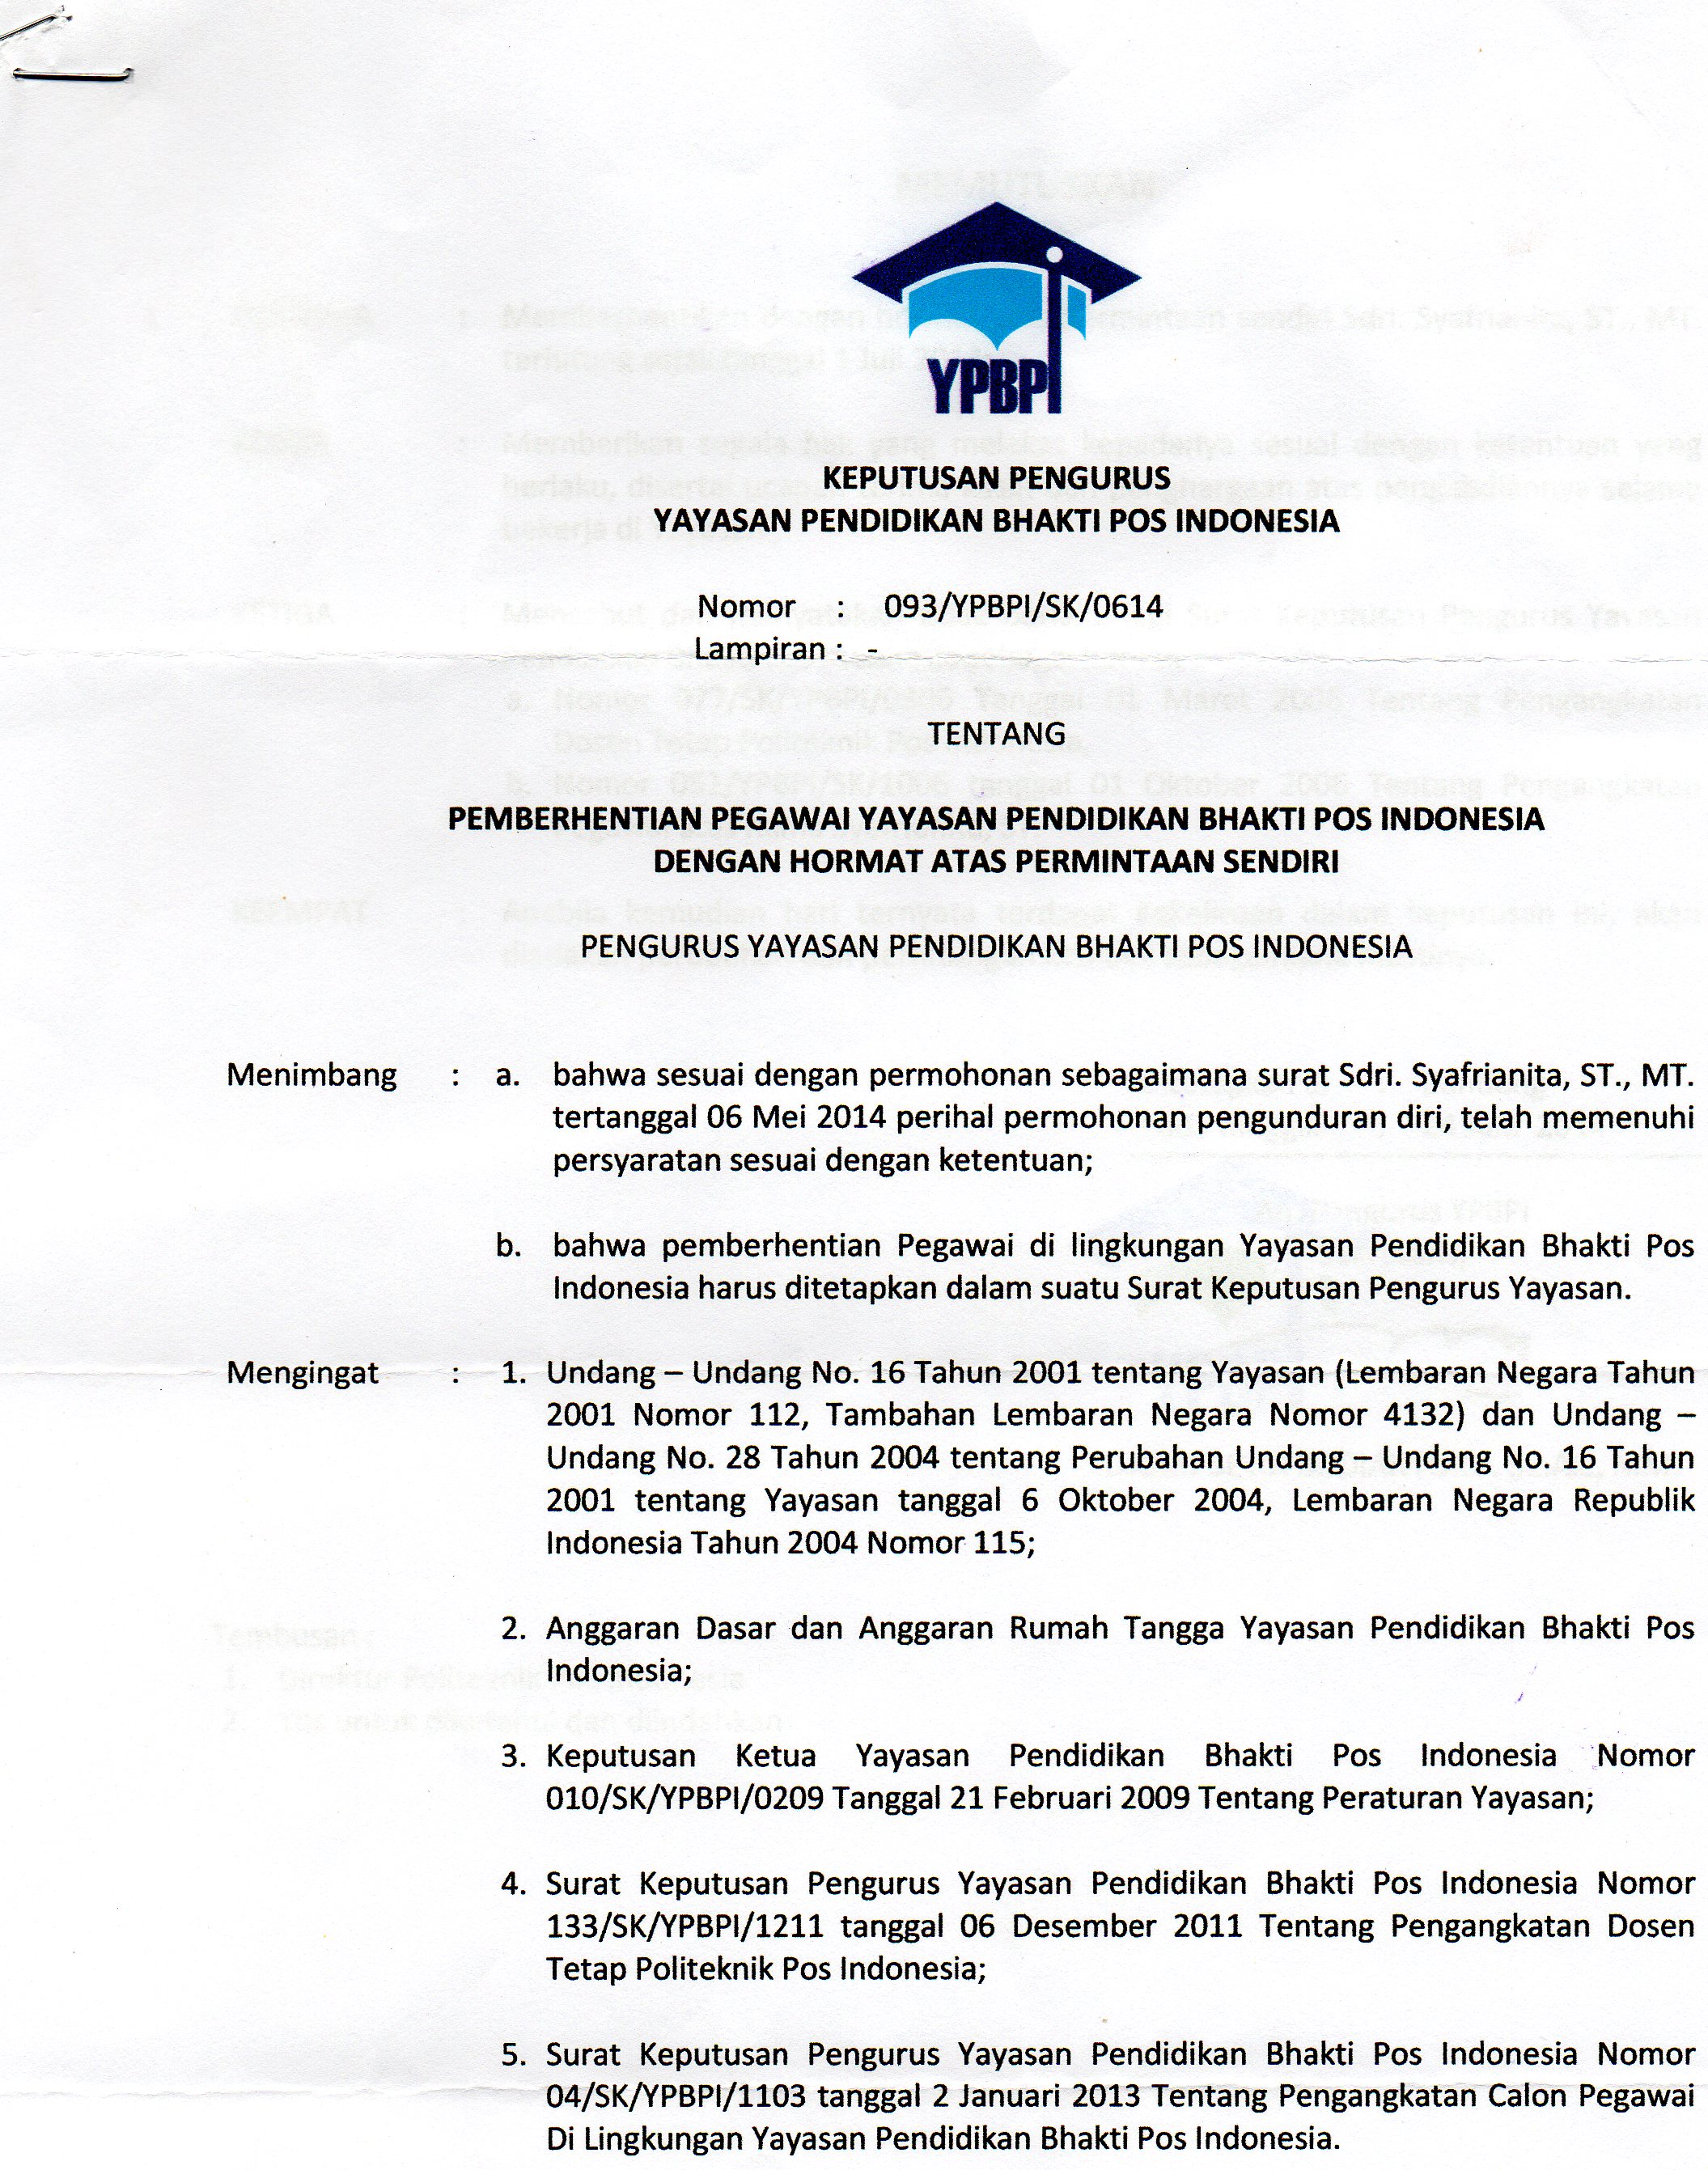 YPBPI
KEPUTUSAN PENGURUS
YAYASAN PENDIDIKAN BHAKTI POS INDONESIA
Nomor : 093/YPBPI/SK/0614
Lampiran : -
TENTANG
PEMBERHENTIAN PEGAWAI YAYASAN PENDIDIKAN BHAKTI POS INDONESIA
DENGAN HORMAT ATAS PERMINTAAN SENDIRI
PENGURUS YAYASAN PENDIDIKAN BHAKTI POS INDONESIA
Menimbang : a. bahwa sesuai dengan permohonan sebagaimana surat Sdri. Syafrianita, ST., MT.
tertanggal 06 Mei 2014 perihal permohonan pengunduran diri, telah memenuhi
persyaratan sesuai dengan ketentuan;
b. bahwa pemberhentian Pegawai di lingkungan Yayasan Pendidikan Bhakti Pos
Indonesia harus ditetapkan dalam suatu Surat Keputusan Pengurus Yayasan.
Mengingat : 1. Undang – Undang No. 16 Tahun 2001 tentang Yayasan (Lembaran Negara Tahun
2001 Nomor 112, Tambahan Lembaran Negara Nomor 4132) dan Undang –
Undang No. 28 Tahun 2004 tentang Perubahan Undang – Undang No. 16 Tahun
2001 tentang Yayasan tanggal 6 Oktober 2004, Lembaran Negara Republik
Indonesia Tahun 2004 Nomor 115;
2. Anggaran Dasar dan Anggaran Rumah Tangga Yayasan Pendidikan Bhakti Pos
Indonesia;
3. Keputusan Ketua Yayasan Pendidikan Bhakti Pos Indonesia Nomor
010/SK/YPBPI/0209 Tanggal 21 Februari 2009 Tentang Peraturan Yayasan;
4. Surat Keputusan Pengurus Yayasan Pendidikan Bhakti Pos Indonesia Nomor
133/SK/YPBPI/1211 tanggal 06 Desember 2011 Tentang Pengangkatan Dosen
Tetap Politeknik Pos Indonesia;
5. Surat Keputusan Pengurus Yayasan Pendidikan Bhakti Pos Indonesia Nomor
04/SK/YPBPI/1103 tanggal 2 Januari 2013 Tentang Pengangkatan Calon Pegawai
Di Lingkungan Yayasan Pendidikan Bhakti Pos Indonesia.